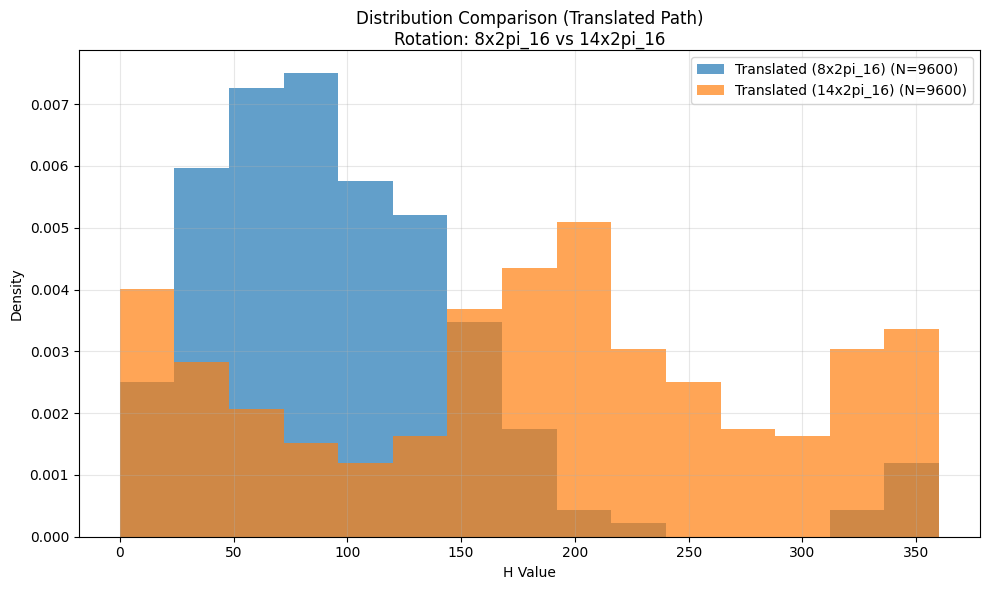 Distribution Comparison (Translated Path)
Rotation: 8x2pi_16 vs 14x2pi_16
Translated (8x2pi_16) (N=9600)
Translated (14x2pi_16) (N=9600)
Density
0.007
0.006
0.005
0.004
0.003
0.002
0.001
0.000
0 50 100 150 200 250 300 350
H Value